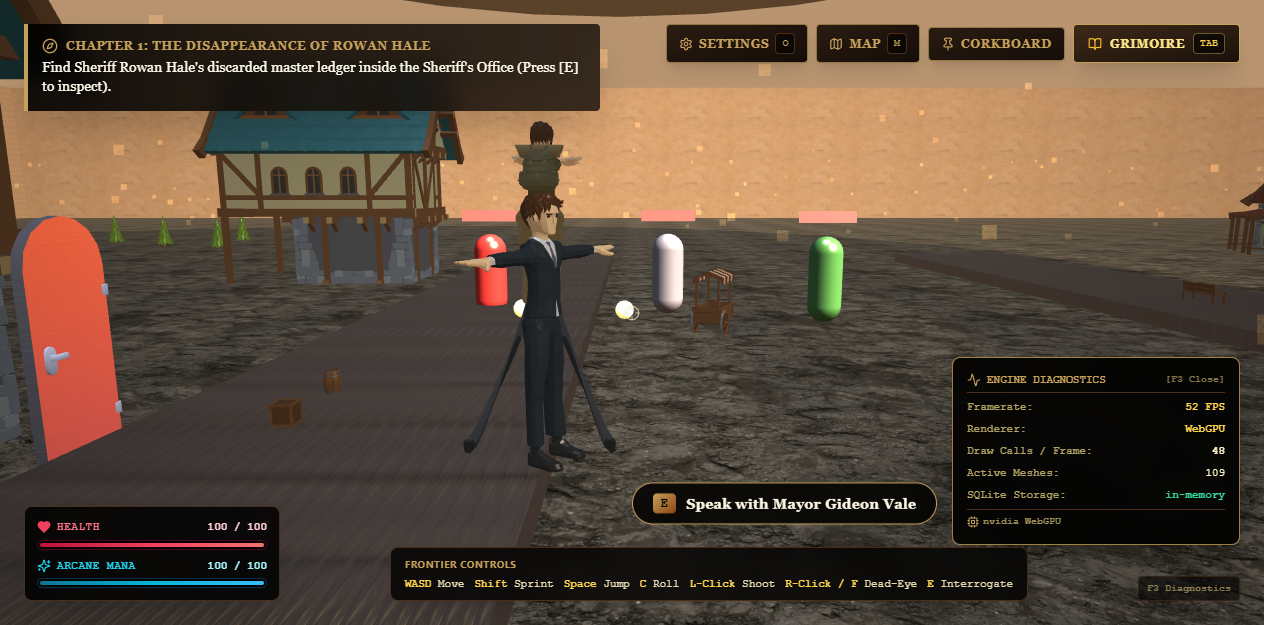 CHAPTER 1: THE DISAPPEARANCE OF ROWAN HALE
Find Sheriff Rowan Hale's discarded master ledger inside the Sheriff's Office (Press [E]
to inspect).
SETTINGS O
MAP M
CORKBOARD
GRIMOIRE TAB
ENGINE DIAGNOSTICS [F3 Close]
Framerate: 52 FPS
Renderer: WebGPU
Draw Calls / Frame: 48
Active Meshes: 109
SQLite Storage: in-memory
nvidia WebGPU
E Speak with Mayor Gideon Vale
HEALTH 100 / 100
ARCANE MANA 100 / 100
FRONTIER CONTROLS
WASD Move Shift Sprint Space Jump C Roll L-Click Shoot R-Click / F Dead-Eye E Interrogate
F3 Diagnostics